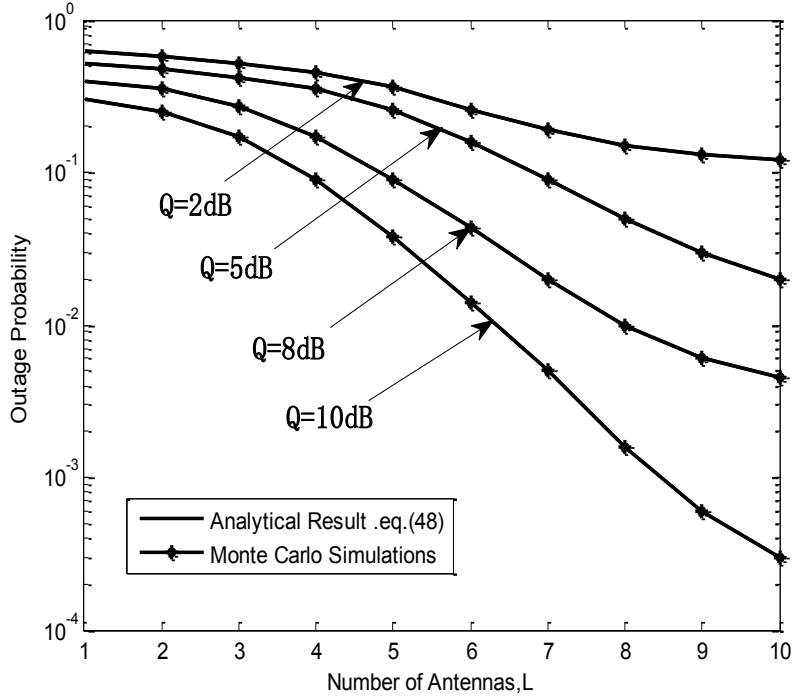 10^0
10^-1
10^-2
10^-3
10^-4
Outage Probability
Q=2dB
Q=5dB
Q=8dB
Q=10dB
Analytical Result .eq.(48)
Monte Carlo Simulations
1 2 3 4 5 6 7 8 9 10
Number of Antennas,L